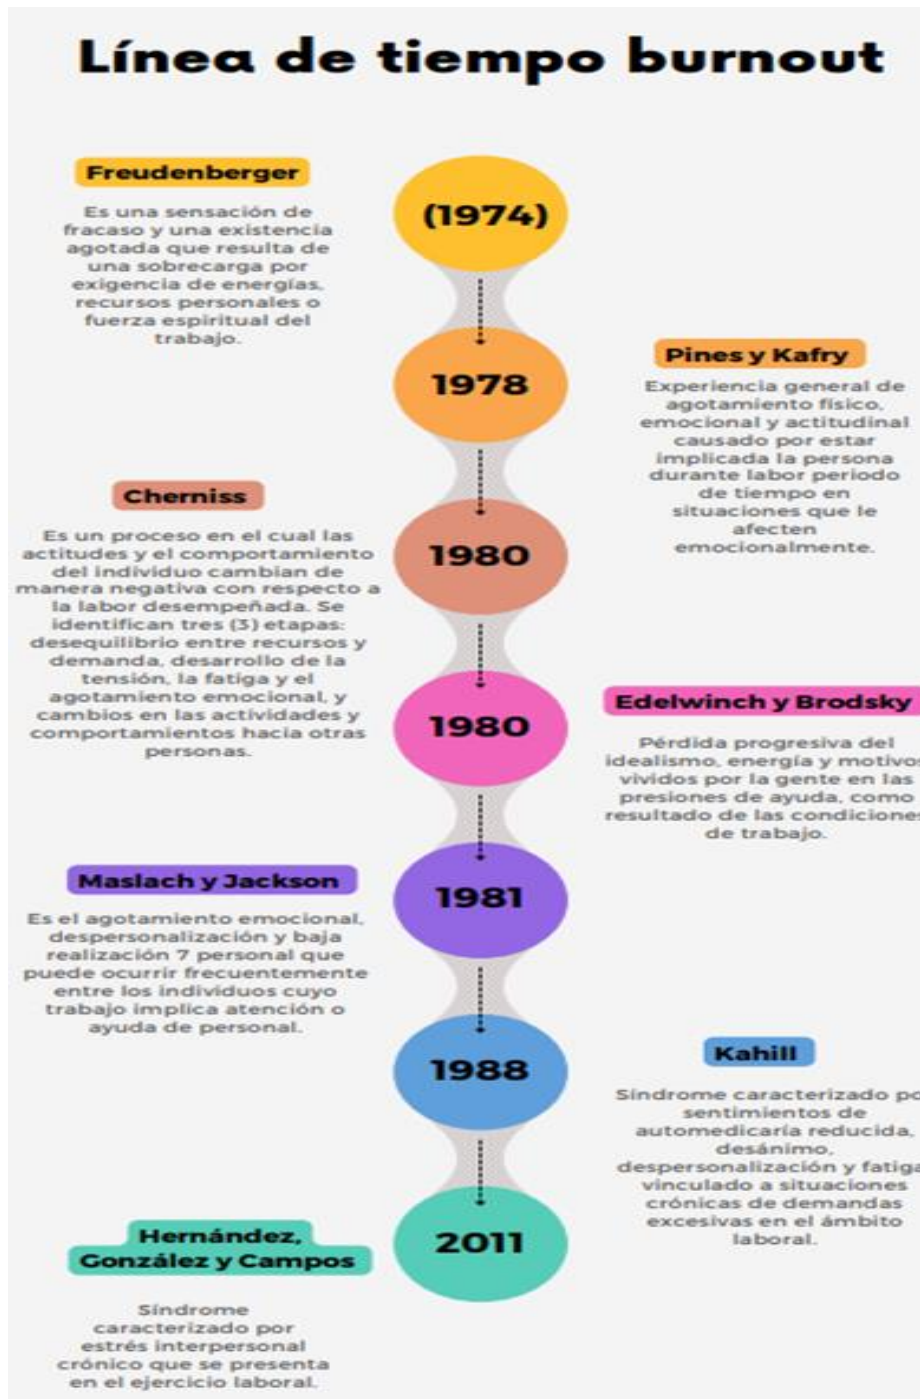 Línea de tiempo burnout
Freudenberger
Es una sensación de
fracaso y una existencia
agotada que resulta de
una sobrecarga por
exigencia de energías,
recursos personales o
fuerza espiritual del
trabajo.
(1974)
1978
Pines y Kafry
Experiencia general de
agotamiento físico,
emocional y actitudinal
causado por estar
implicada la persona
durante labor periodo
de tiempo en
situaciones que le
afecten
emocionalmente.
Cherniss
Es un proceso en el cual las
actitudes y el comportamiento
del individuo cambian de
manera negativa con respecto a
la labor desempeñada. Se
identifican tres (3) etapas:
desequilibrio entre recursos y
demanda, desarrollo de la
tensión, la fatiga y el
agotamiento emocional, y
cambios en las actividades y
comportamientos hacia otras
personas.
1980
1980
Edelwinch y Brodsky
Pérdida progresiva del
idealismo, energía y motivos
vividos por la gente en las
presiones de ayuda, como
resultado de las condiciones
de trabajo.
Maslach y Jackson
Es el agotamiento emocional,
despersonalización y baja
realización 7 personal que
puede ocurrir frecuentemente
entre los individuos cuyo
trabajo implica atención o
ayuda de personal.
1981
1988
Kahill
Síndrome caracterizado po
sentimientos de
automedicaría reducida,
desánimo,
despersonalización y fatiga
vinculado a situaciones
crónicas de demandas
excesivas en el ámbito
laboral.
Hernández,
González y Campos
Síndrome
caracterizado por
estrés interpersonal
crónico que se presenta
en el ejercicio laboral.
2011